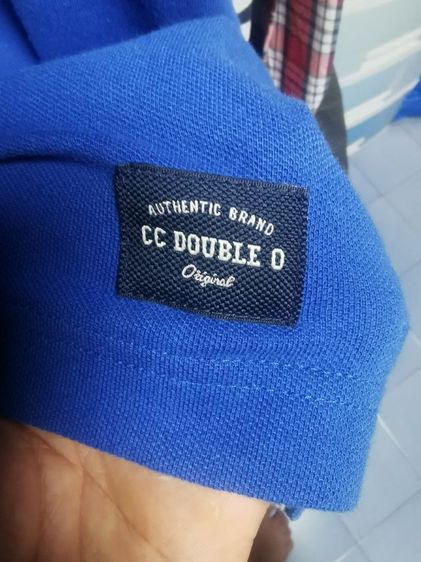 AUTHENTIC BRAND
CC DOUBLE O
Original